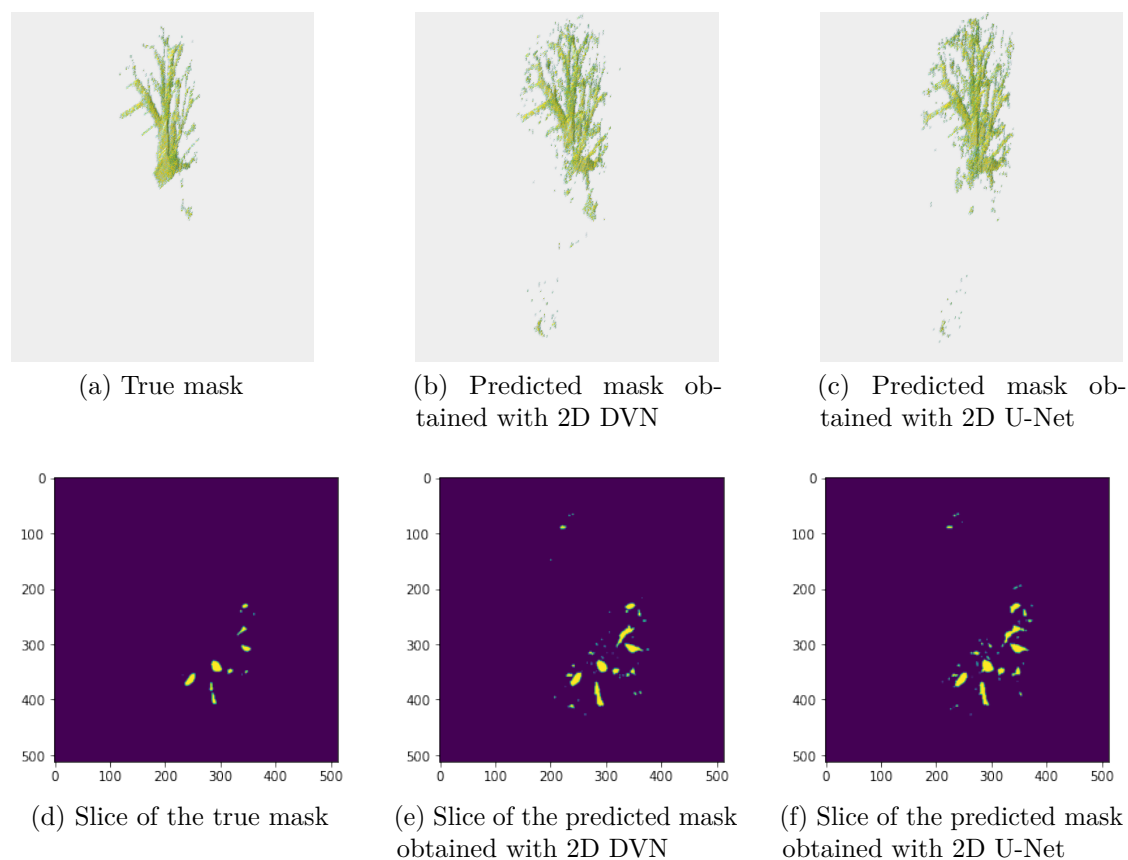 (a) True mask
(b) Predicted mask ob-
tained with 2D DVN
(c) Predicted mask ob-
tained with 2D U-Net
0
100
200
300
400
500
0 100 200 300 400 500
0
100
200
300
400
500
0 100 200 300 400 500
0
100
200
300
400
500
0 100 200 300 400 500
(d) Slice of the true mask
(e) Slice of the predicted mask
obtained with 2D DVN
(f) Slice of the predicted mask
obtained with 2D U-Net